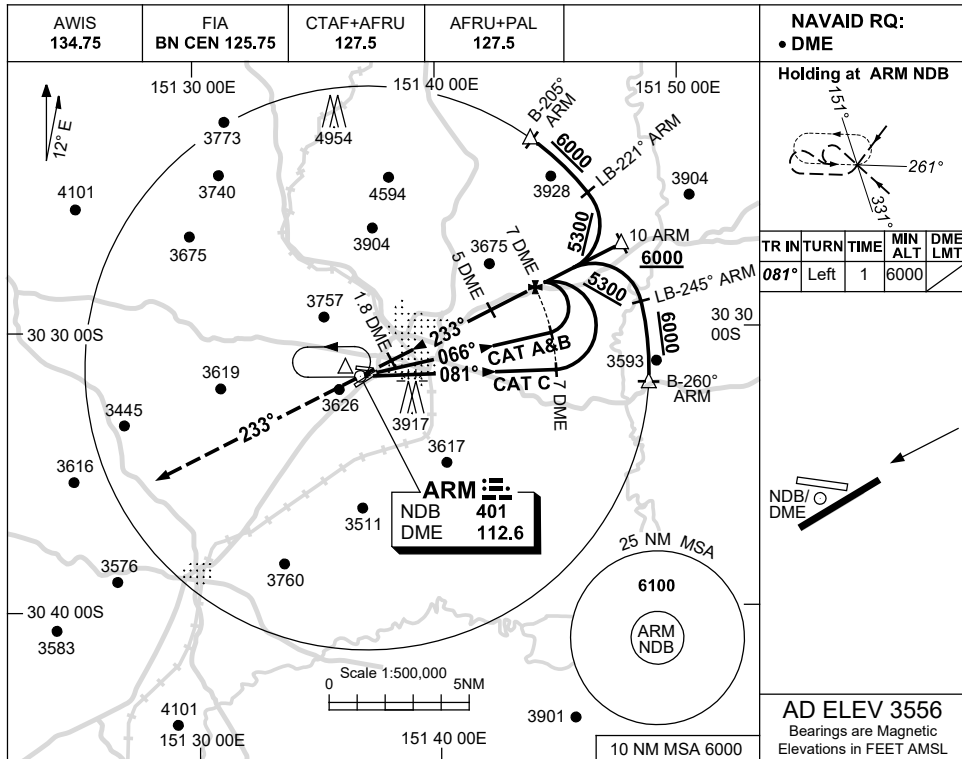 AWIS
134.75
FIA
BN CEN 125.75
CTAF+AFRU
127.5
AFRU+PAL
127.5
NAVAID RQ:
• DME
Holding at ARM NDB
151°
261°
331°
TR IN TURN TIME MIN ALT DME LMT
081° Left 1 6000
151 30 00E
151 40 00E
151 50 00E
12° E
3773
4954
B-205° ARM
6000
LB-221° ARM
3740
4101
4594
3928
3904
3675
3904
5300
10 ARM
6000
3675
7 DME
5 DME
5300
LB-245° ARM
3757
1.8 DME
30 30 00S
30 30 00S
233°
066°
CAT A&B
081°
CAT C
7 DME
6000
3593
B-260° ARM
3619
3626
3917
3445
233°
3617
3616
ARM
NDB 401
DME 112.6
3511
NDB/
DME
25 NM MSA
3576
3760
6100
30 40 00S
ARM
NDB
3583
Scale 1:500,000
0 5NM
4101
3901
151 30 00E
151 40 00E
10 NM MSA 6000
AD ELEV 3556
Bearings are Magnetic
Elevations in FEET AMSL